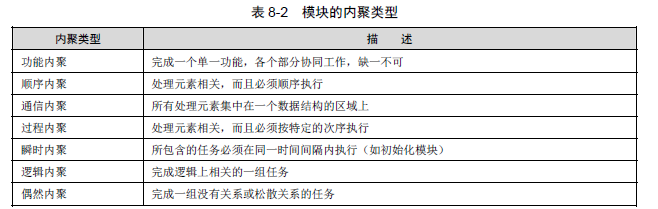 表 8-2 模块的内聚类型
内聚类型 描 述
功能内聚 完成一个单一功能，各个部分协同工作，缺一不可
顺序内聚 处理元素相关，而且必须顺序执行
通信内聚 所有处理元素集中在一个数据结构的区域上
过程内聚 处理元素相关，而且必须按特定的次序执行
瞬时内聚 所包含的任务必须在同一时间间隔内执行（如初始化模块）
逻辑内聚 完成逻辑上相关的一组任务
偶然内聚 完成一组没有关系或松散关系的任务